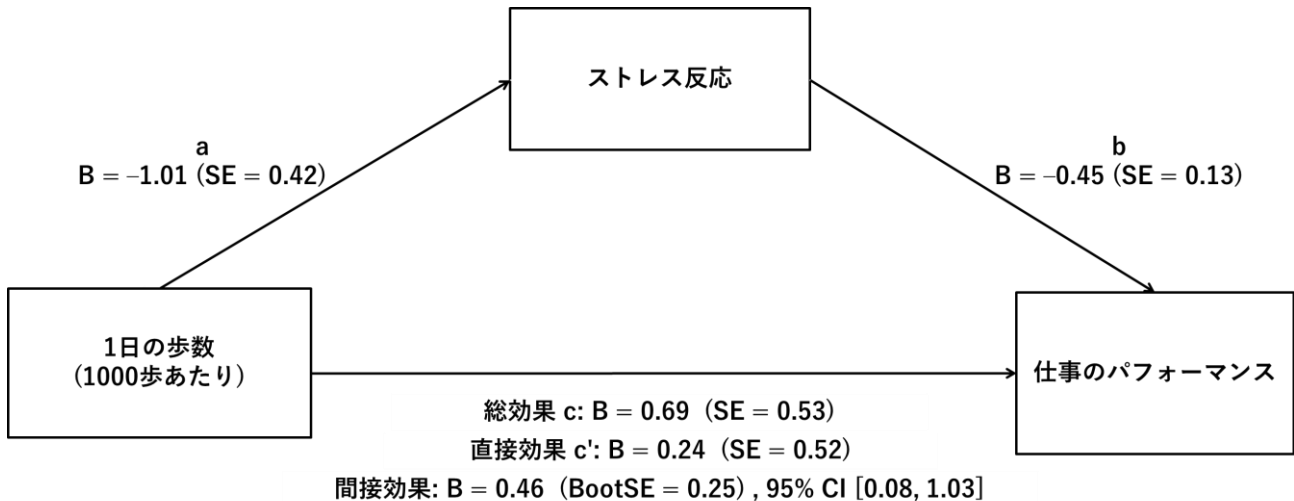 ストレス反応
a
B = –1.01 (SE = 0.42)
b
B = –0.45 (SE = 0.13)
1日の歩数
(1000歩あたり)
仕事のパフォーマンス
総効果 c: B = 0.69 (SE = 0.53)
直接効果 c': B = 0.24 (SE = 0.52)
間接効果: B = 0.46 (BootSE = 0.25) , 95% CI [0.08, 1.03]